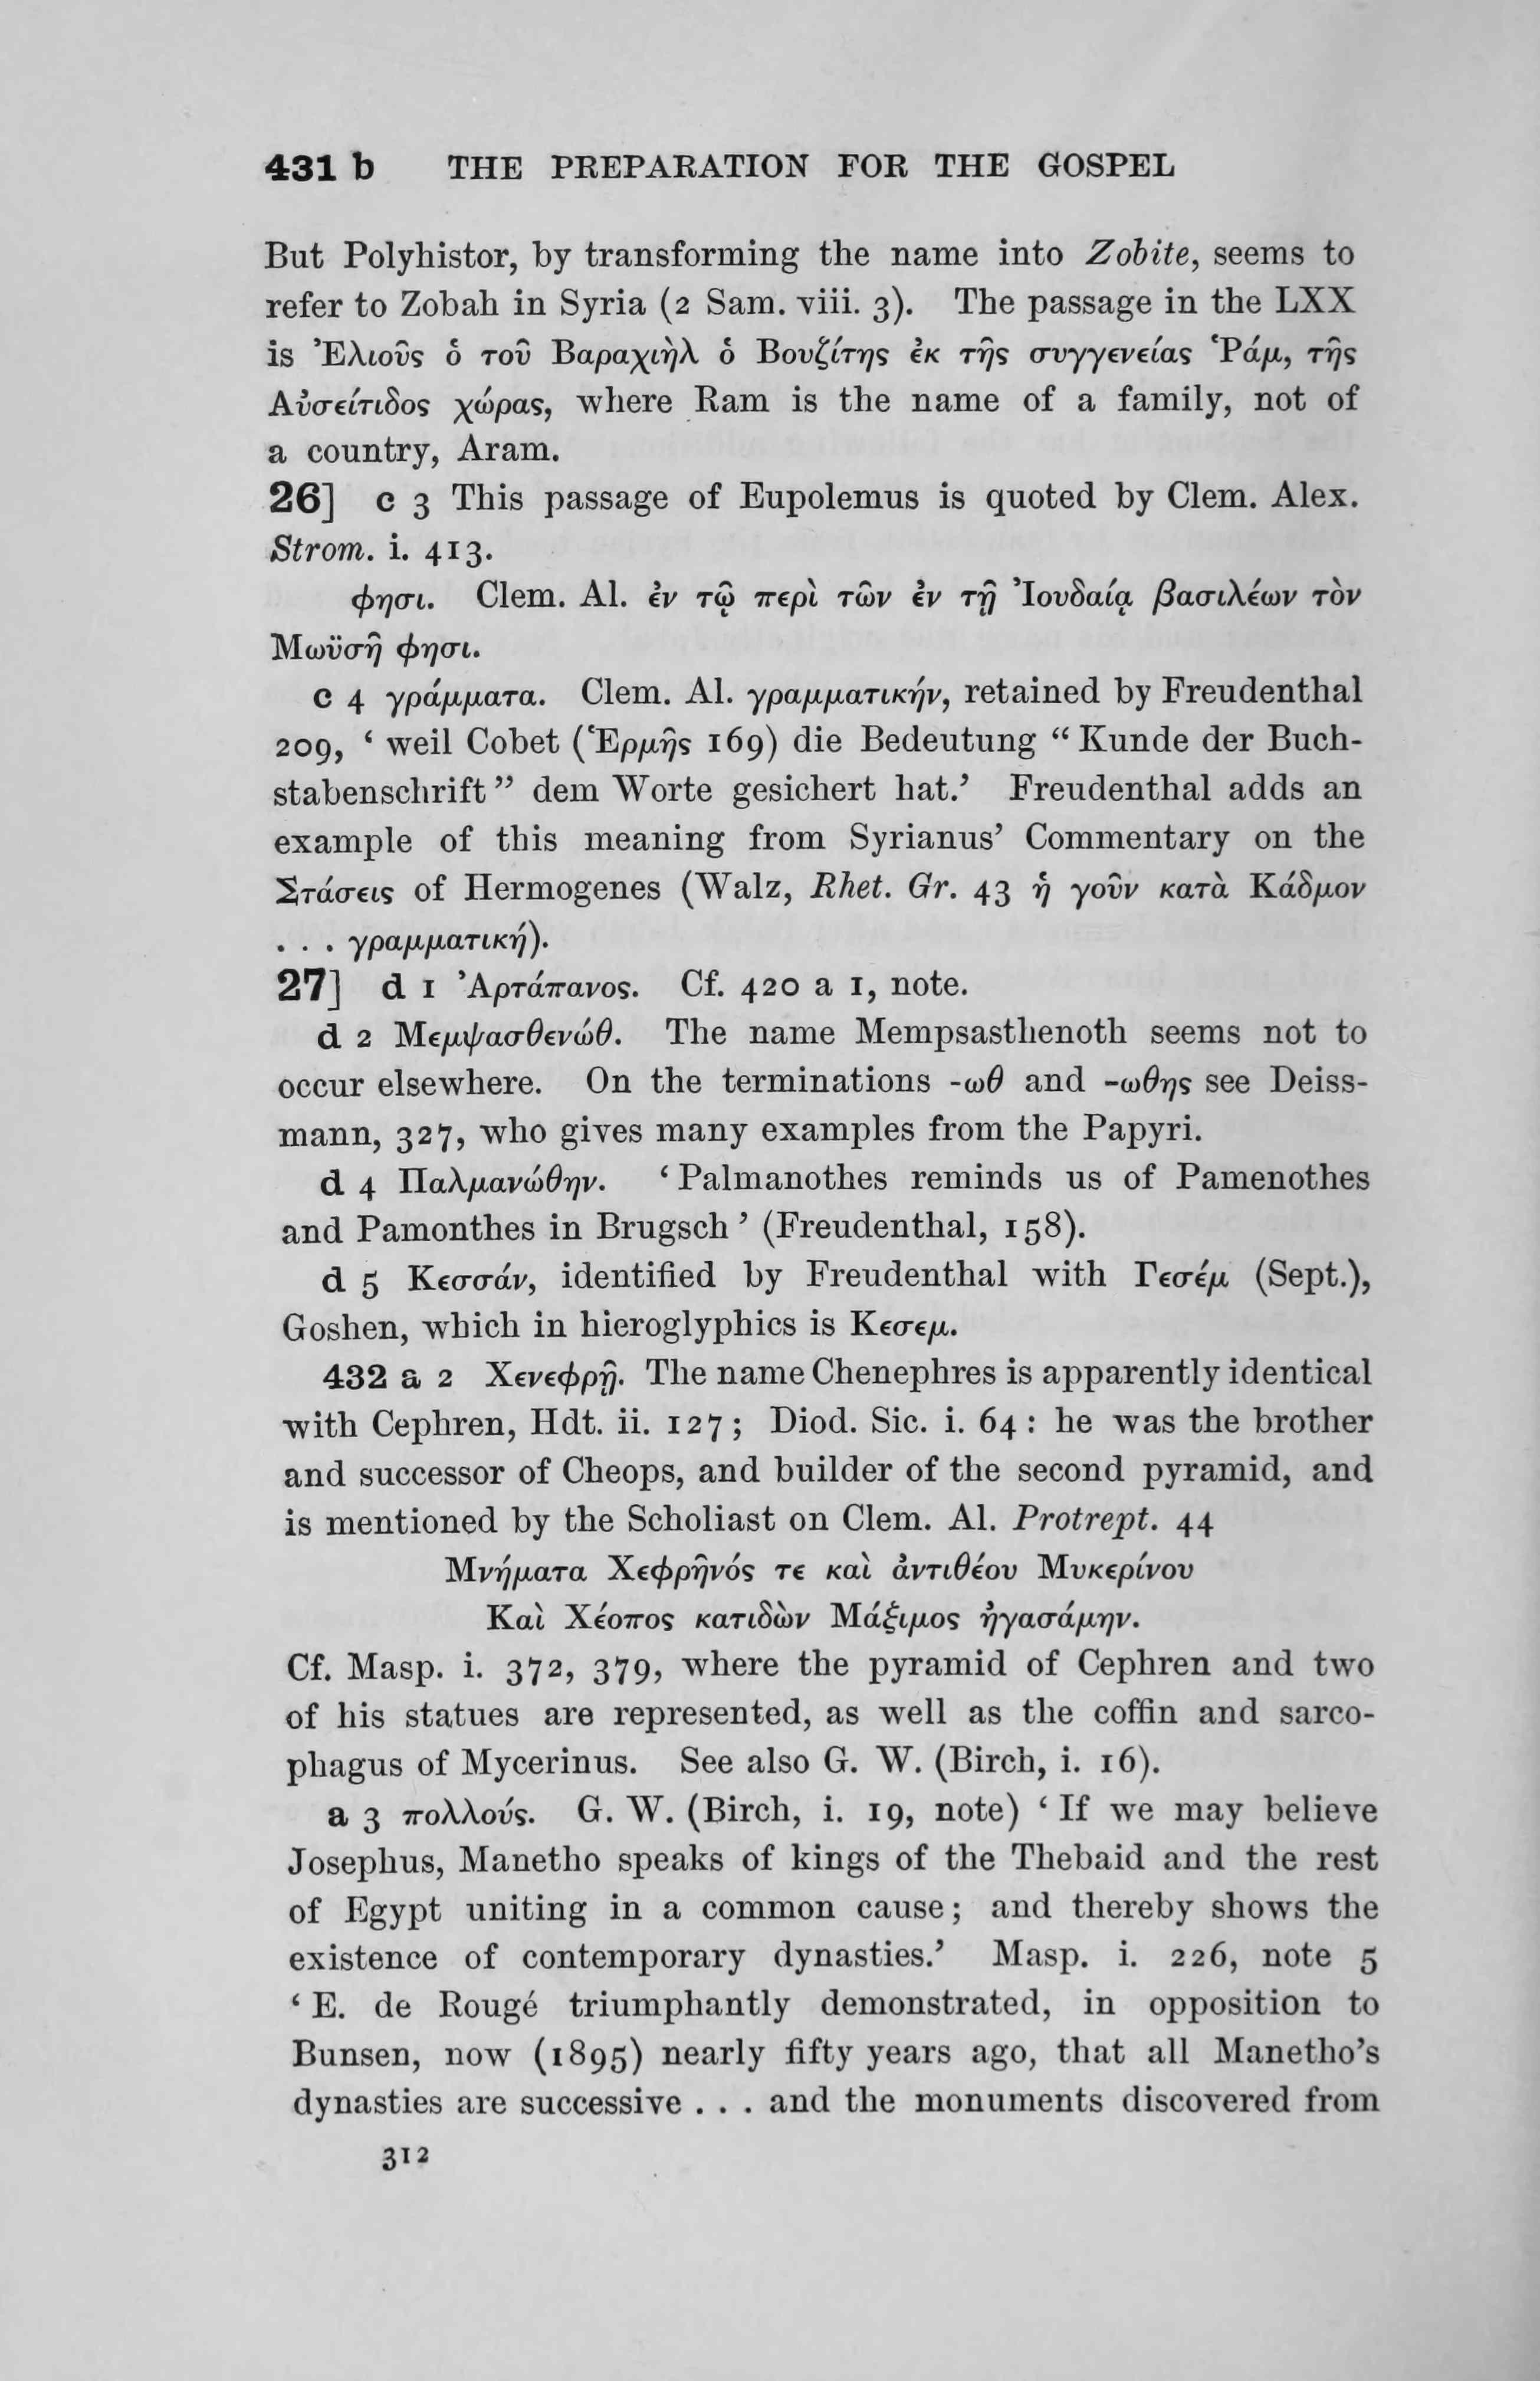 431 b THE PREPARATION FOR THE GOSPEL
But Polyhistor, by transforming the name into Zobite, seems to
refer to Zobah in Syria (2 Sam. viii. 3). The passage in the LXX
is Ἐλιοῦς ὁ τοῦ Βαραχιὴλ ὁ Βουζίτης ἐκ τῆς συγγενείας Ῥάμ, τῆς
Αὐσείτιδος χώρας, where Ram is the name of a family, not of
a country, Aram.
26] c 3 This passage of Eupolemus is quoted by Clem. Alex.
Strom. i. 413.
φησι. Clem. Al. ἐν τῷ περὶ τῶν ἐν τῇ Ἰουδαίᾳ βασιλέων τὸν
Μωϋσῆ φησι.
c 4 γράμματα. Clem. Al. γραμματικήν, retained by Freudenthal
209, ‘ weil Cobet (Ἑρμῆς 169) die Bedeutung “ Kunde der Buch-
stabenschrift ” dem Worte gesichert hat.’ Freudenthal adds an
example of this meaning from Syrianus’ Commentary on the
Στάσεις of Hermogenes (Walz, Rhet. Gr. 43 ἡ γοῦν κατὰ Κάδμον
. . . γραμματική).
27] d 1 Ἀρτάπανος. Cf. 420 a 1, note.
d 2 Μεμψασθενώθ. The name Mempsasthenoth seems not to
occur elsewhere. On the terminations -ωθ and -ωθης see Deiss-
mann, 327, who gives many examples from the Papyri.
d 4 Παλμανώθην. ‘ Palmanothes reminds us of Pamenothes
and Pamonthes in Brugsch ’ (Freudenthal, 158).
d 5 Κεσσάν, identified by Freudenthal with Γεσέμ (Sept.),
Goshen, which in hieroglyphics is Κεσεμ.
432 a 2 Χενεφρῇ. The name Chenephres is apparently identical
with Cephren, Hdt. ii. 127; Diod. Sic. i. 64 : he was the brother
and successor of Cheops, and builder of the second pyramid, and
is mentioned by the Scholiast on Clem. Al. Protrept. 44
Μνήματα Χεφρῆνός τε καὶ ἀντιθέου Μυκερίνου
Καὶ Χέοπος κατιδὼν Μάξιμος ἠγασάμην.
Cf. Masp. i. 372, 379, where the pyramid of Cephren and two
of his statues are represented, as well as the coffin and sarco-
phagus of Mycerinus. See also G. W. (Birch, i. 16).
a 3 πολλούς. G. W. (Birch, i. 19, note) ‘ If we may believe
Josephus, Manetho speaks of kings of the Thebaid and the rest
of Egypt uniting in a common cause; and thereby shows the
existence of contemporary dynasties.’ Masp. i. 226, note 5
‘ E. de Rougé triumphantly demonstrated, in opposition to
Bunsen, now (1895) nearly fifty years ago, that all Manetho’s
dynasties are successive . . . and the monuments discovered from
312